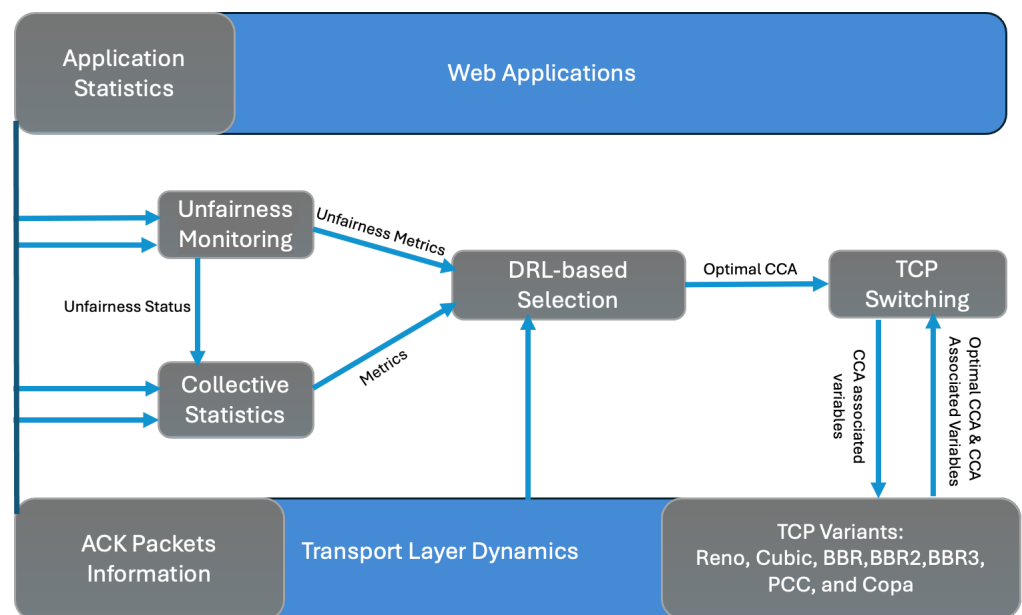 Application
Statistics
Web Applications
Unfairness
Monitoring
Unfairness Metrics
DRL-based
Selection
Optimal CCA
TCP
Switching
Unfairness Status
Collective
Statistics
Metrics
CCA associated
variables
Optimal CCA & CCA
Associated Variables
ACK Packets
Information
Transport Layer Dynamics
TCP Variants:
Reno, Cubic, BBR,BBR2,BBR3,
PCC, and Copa